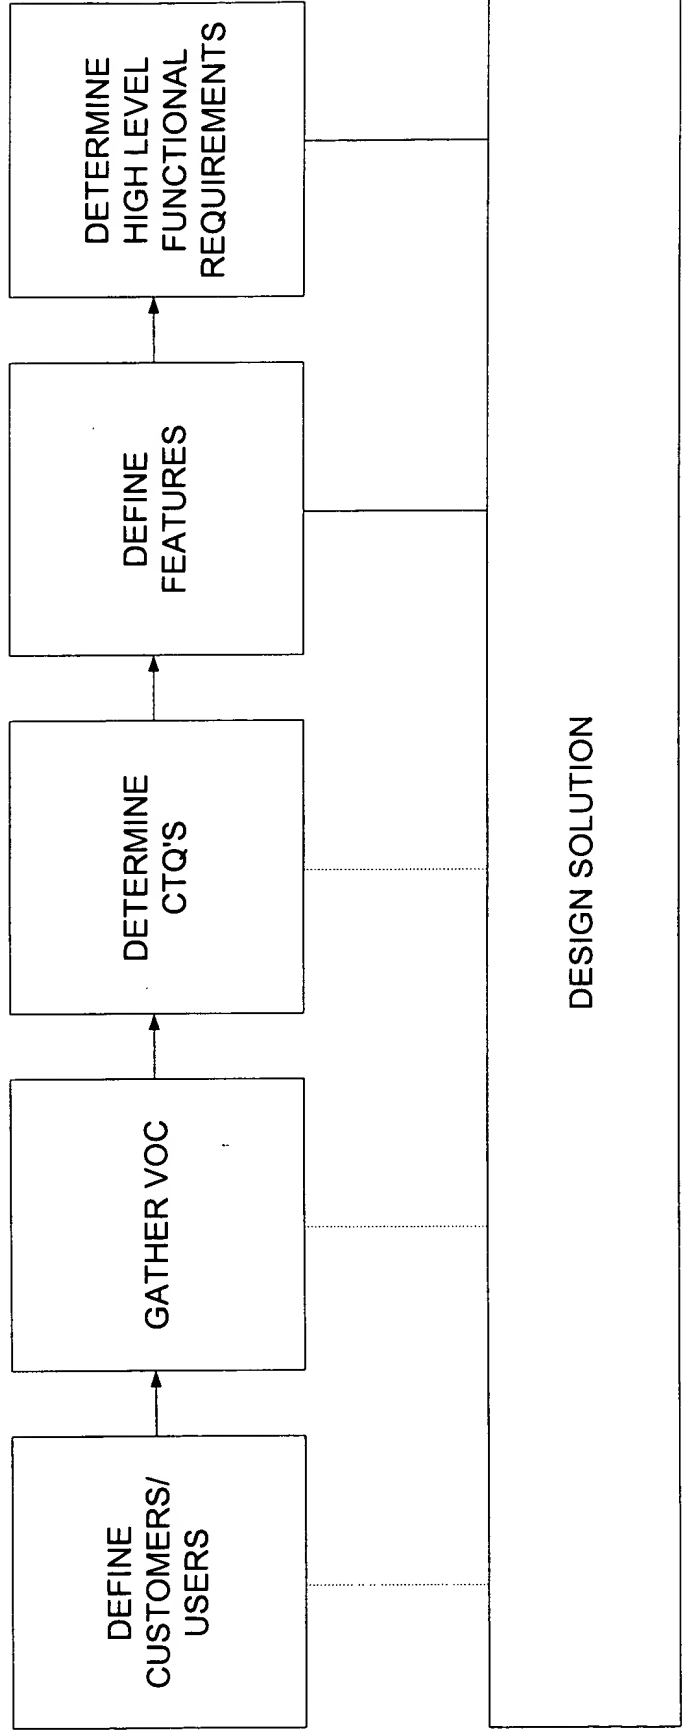 DEFINE
CUSTOMERS/
USERS
GATHER VOC
DETERMINE
CTQ'S
DEFINE
FEATURES
DETERMINE
HIGH LEVEL
FUNCTIONAL
REQUIREMENTS
DESIGN SOLUTION